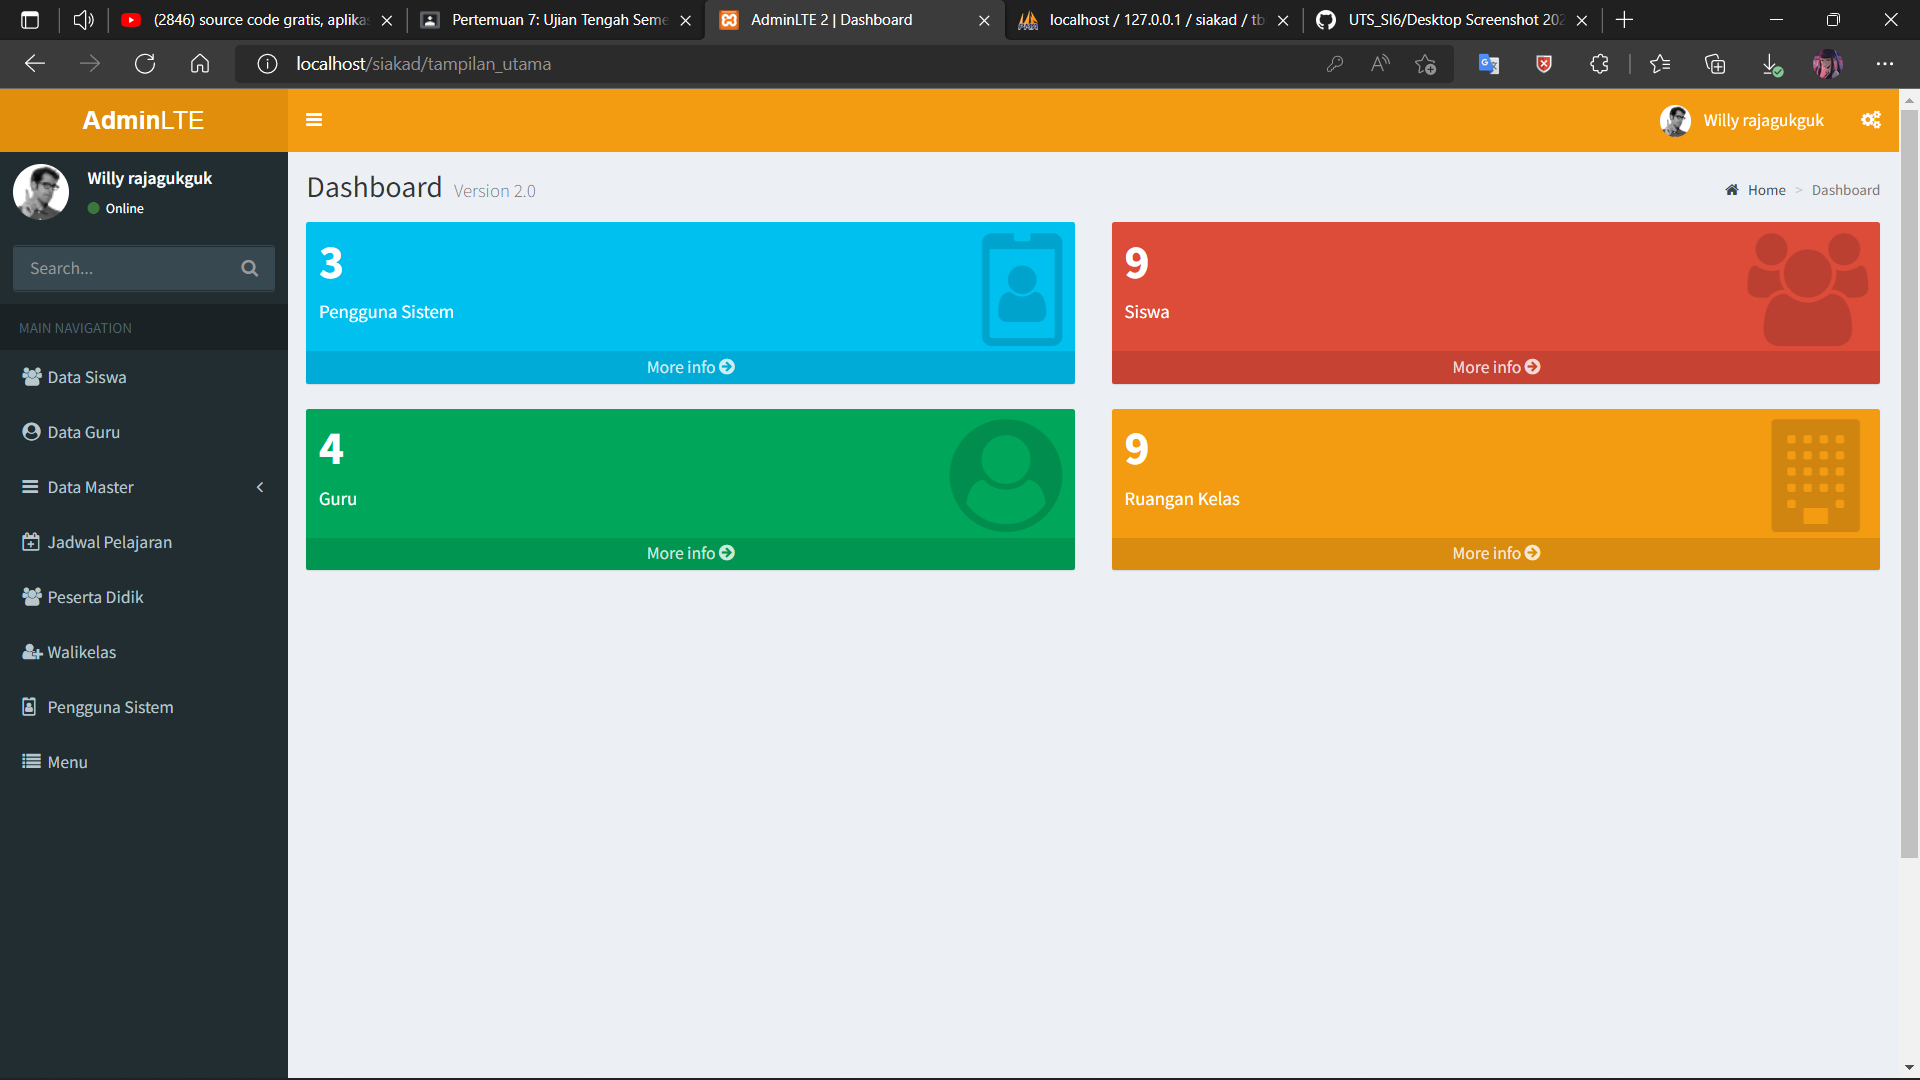 (2846) source code gratis, aplika
Pertemuan 7: Ujian Tengah Seme
AdminLTE 2 | Dashboard
localhost / 127.0.0.1 / siakad / tb
UTS_SI6/Desktop Screenshot 202
localhost/siakad/tampilan_utama
AdminLTE
Willy rajagukguk
Willy rajagukguk
Online
Search...
MAIN NAVIGATION
Data Siswa
Data Guru
Data Master
Jadwal Pelajaran
Peserta Didik
Walikelas
Pengguna Sistem
Menu
Dashboard Version 2.0
Home > Dashboard
3
Pengguna Sistem
More info
9
Siswa
More info
4
Guru
More info
9
Ruangan Kelas
More info